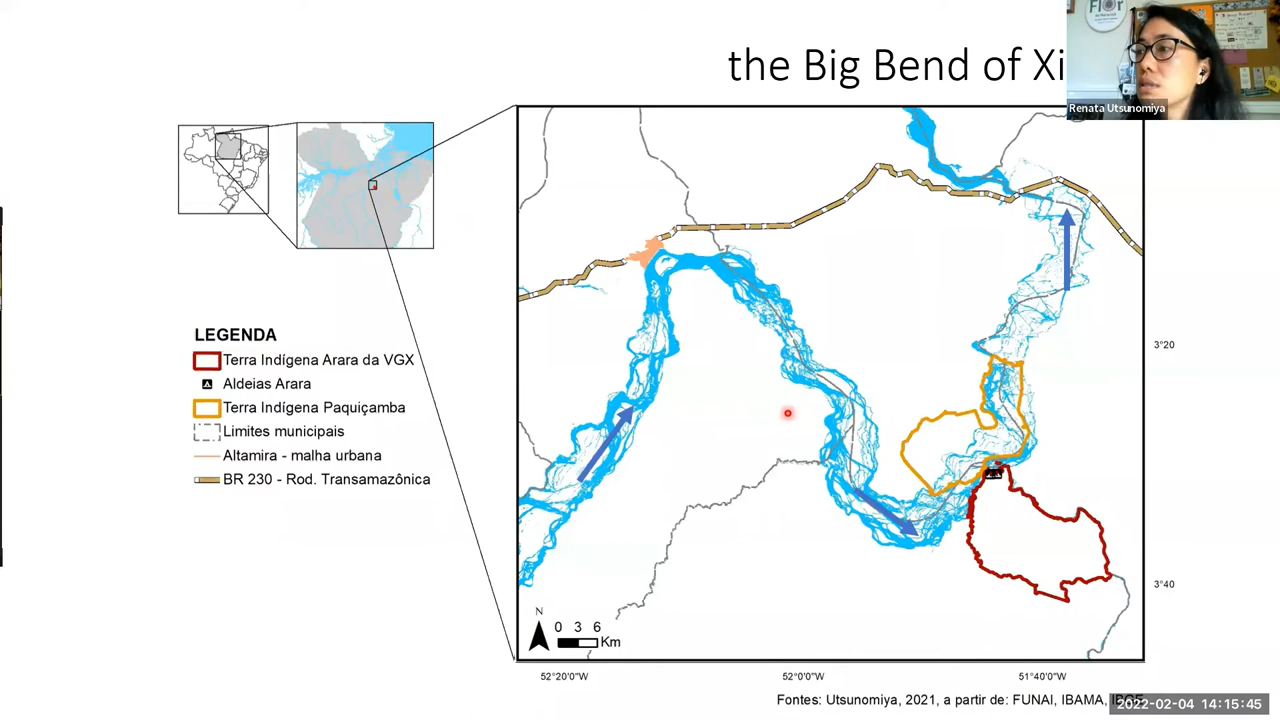 the Big Bend of Xi
Flor
Renata Utsunomiya
LEGENDA
Terra Indígena Arara da VGX
Aldeias Arara
Terra Indígena Paquiçamba
Limites municipais
Altamira - malha urbana
BR 230 - Rod. Transamazônica
3°20
3°40
N
0 3 6
Km
52°20'0"W 52°0'0"W 51°40'0"W
Fontes: Utsunomiya, 2021, a partir de: FUNAI, IBAMA, IBGE
2022-02-04 14:15:45